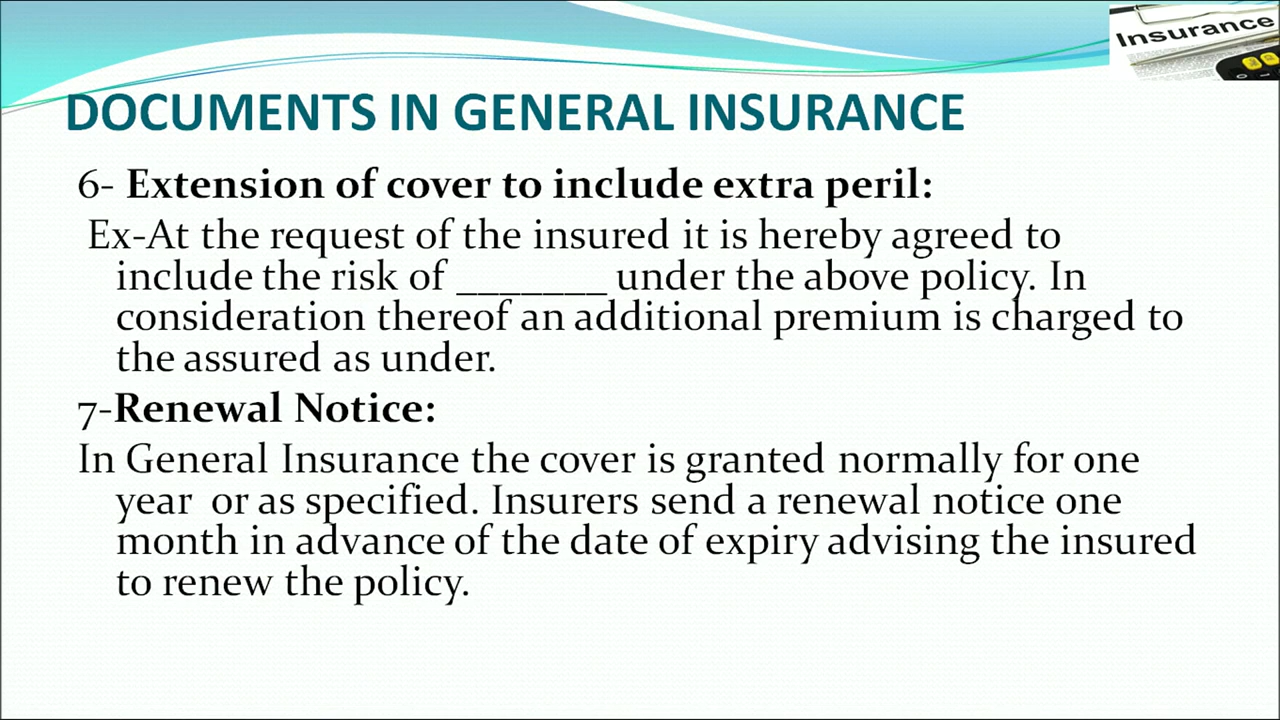 Insurance
DOCUMENTS IN GENERAL INSURANCE
6- Extension of cover to include extra peril:
Ex-At the request of the insured it is hereby agreed to
include the risk of _______ under the above policy. In
consideration thereof an additional premium is charged to
the assured as under.
7-Renewal Notice:
In General Insurance the cover is granted normally for one
year or as specified. Insurers send a renewal notice one
month in advance of the date of expiry advising the insured
to renew the policy.